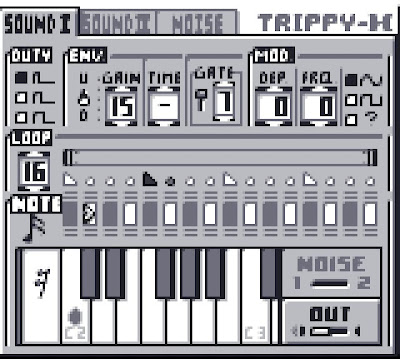 SOUND I SOUND II NOISE TRIPPY-H
DUTY ENV. MOD.
GAIN TIME GATE DEP. FRQ.
15 - 1 0 0
?
LOOP
16
NOTE
NOISE
1 2
OUT
C2 C3